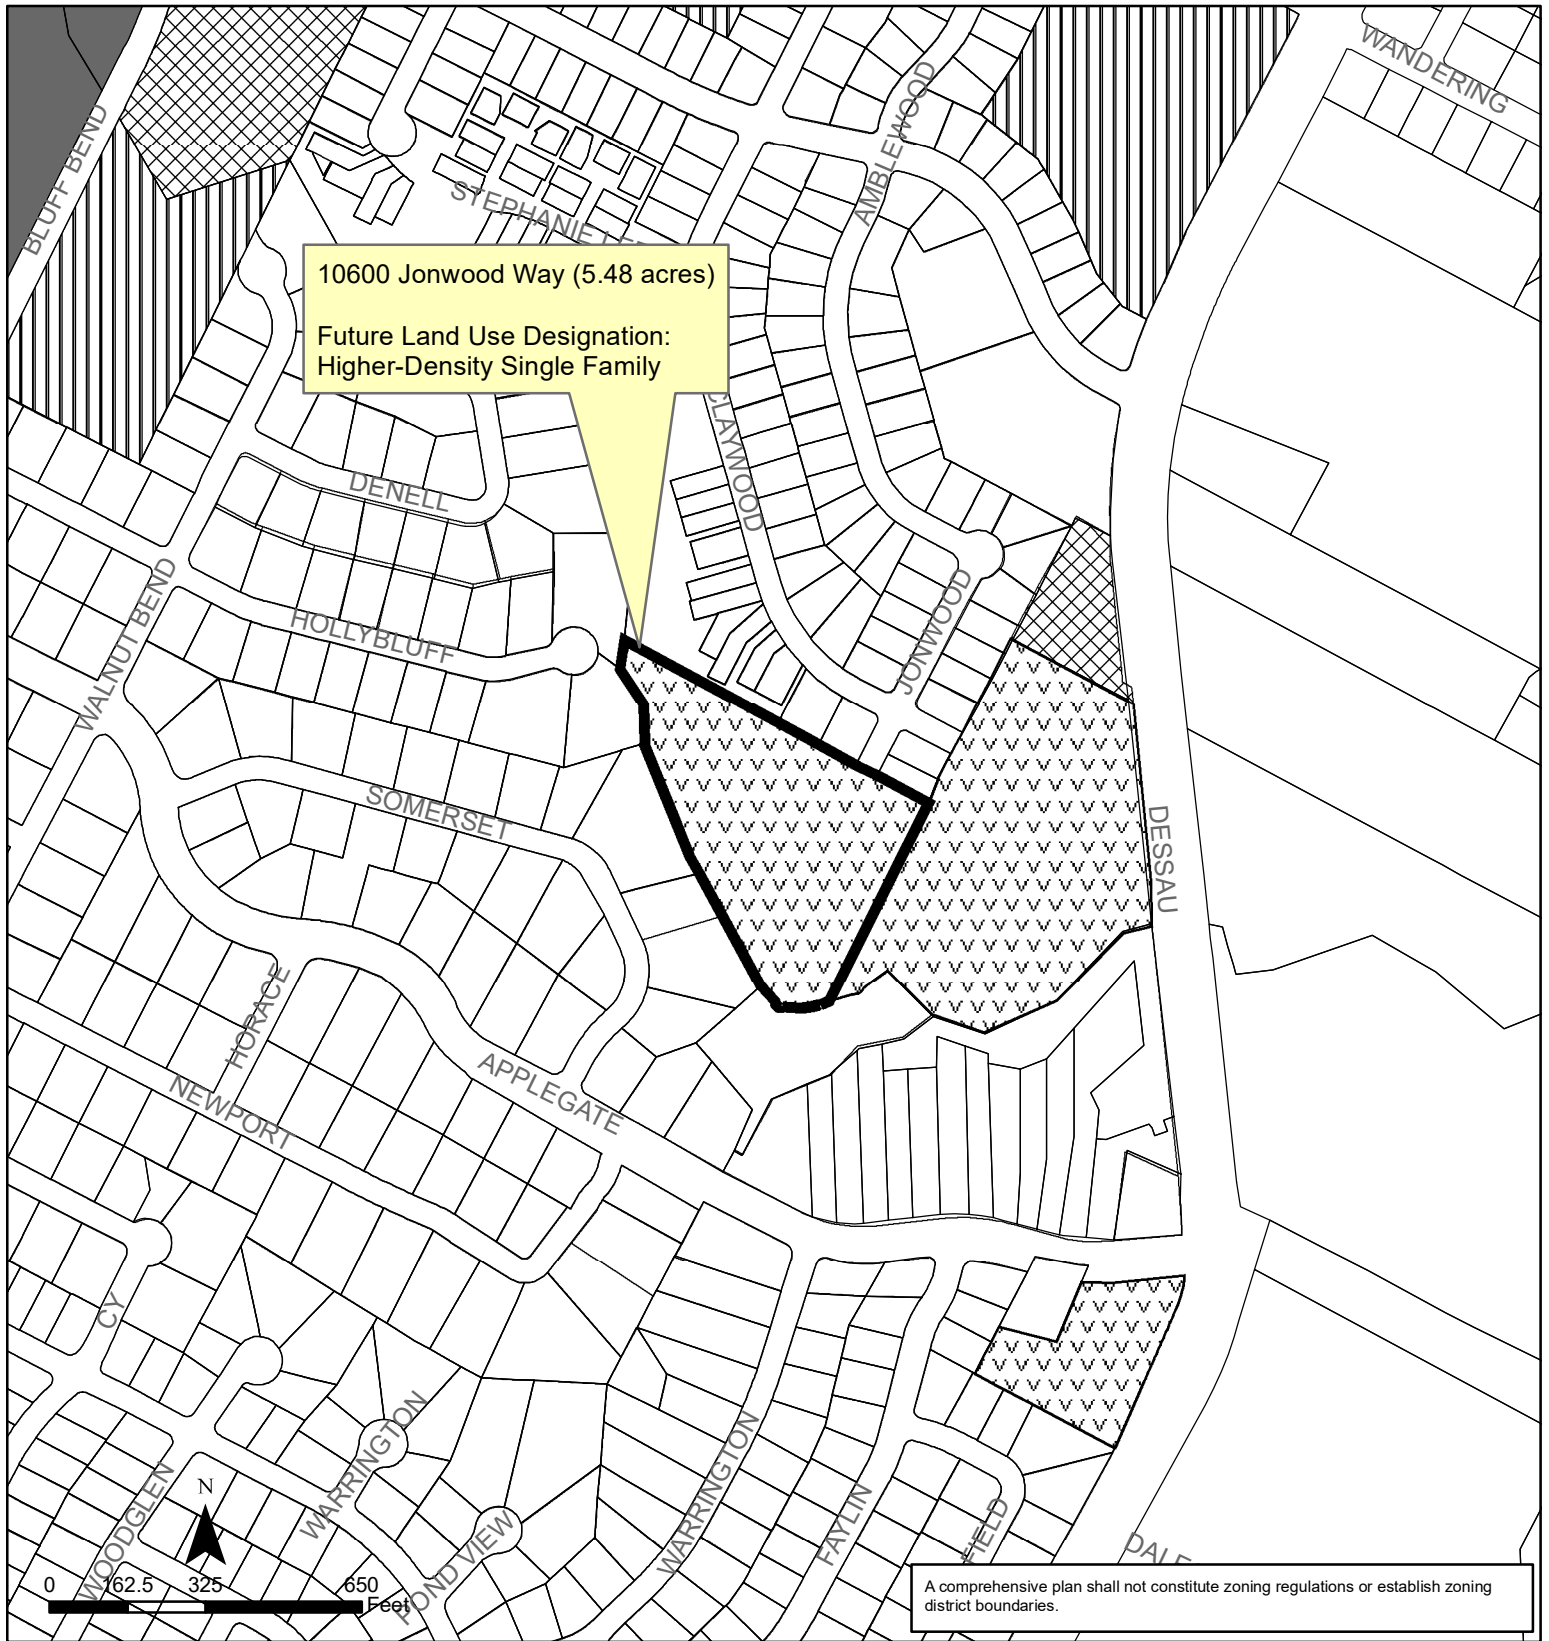 WANDERING
BLUFF BEND
AMBLEWOOD
10600 Jonwood Way (5.48 acres)
Future Land Use Designation:
Higher-Density Single Family
CLAYWOOD
DENELL
WALNUT BEND
HOLLYBLUFF
JONWOOD
SOMERSET
DESSAU
HORACE
APPLEGATE
NEWPORT
CY
WARRINGTON
WARRINGTON
WOODGLEN
FAYLIN
POND VIEW
N
0 162.5 325 650
Feet
A comprehensive plan shall not constitute zoning regulations or establish zoning
district boundaries.